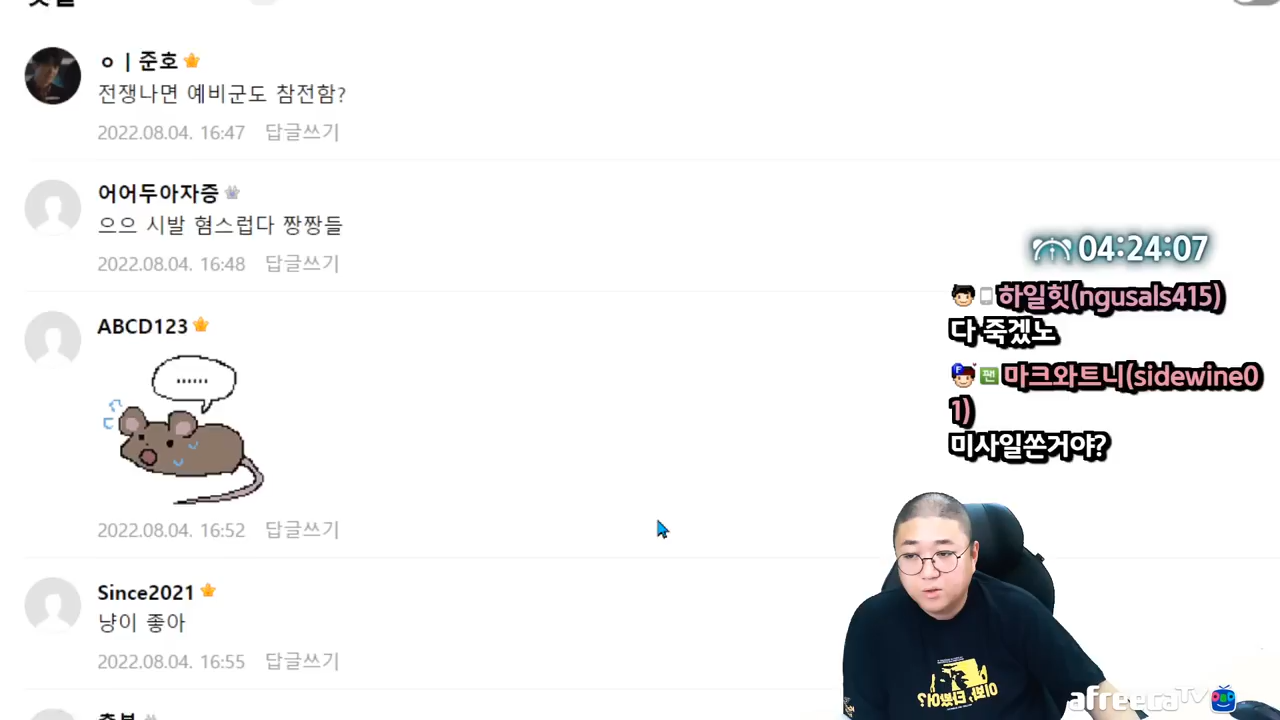 ㅇ | 준호
전쟁나면 예비군도 참전함?
2022.08.04. 16:47 답글쓰기
어어두아자증
으으 시발 혐스럽다 짱짱들
2022.08.04. 16:48 답글쓰기
ABCD123
......
2022.08.04. 16:52 답글쓰기
Since2021
냥이 좋아
2022.08.04. 16:55 답글쓰기
04:24:07
하일힛(ngusals415)
다 죽겠노
F 팬 마크와트니(sidewine0
1)
미사일쏜거야?
afreecaTV